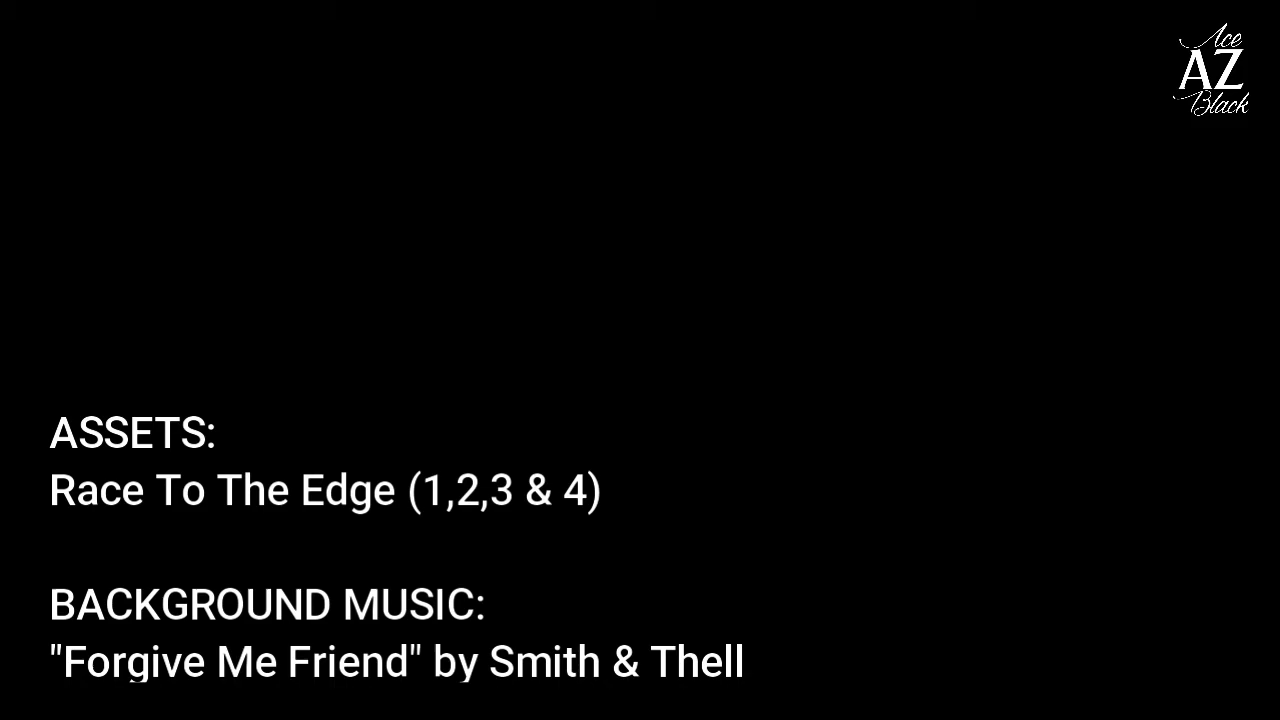 Ace
AZ
Black
ASSETS:
Race To The Edge (1,2,3 & 4)
BACKGROUND MUSIC:
"Forgive Me Friend" by Smith & Thell